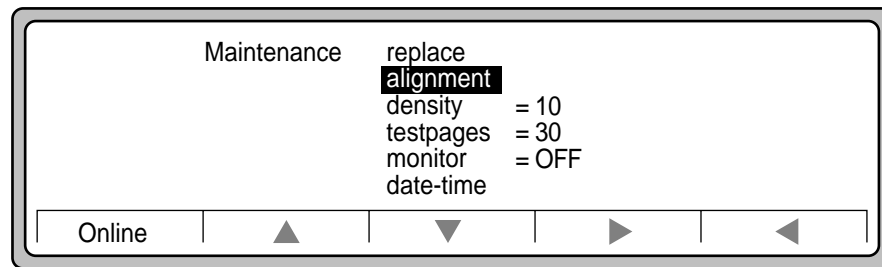 Maintenance replace
alignment
density = 10
testpages = 30
monitor = OFF
date-time
Online